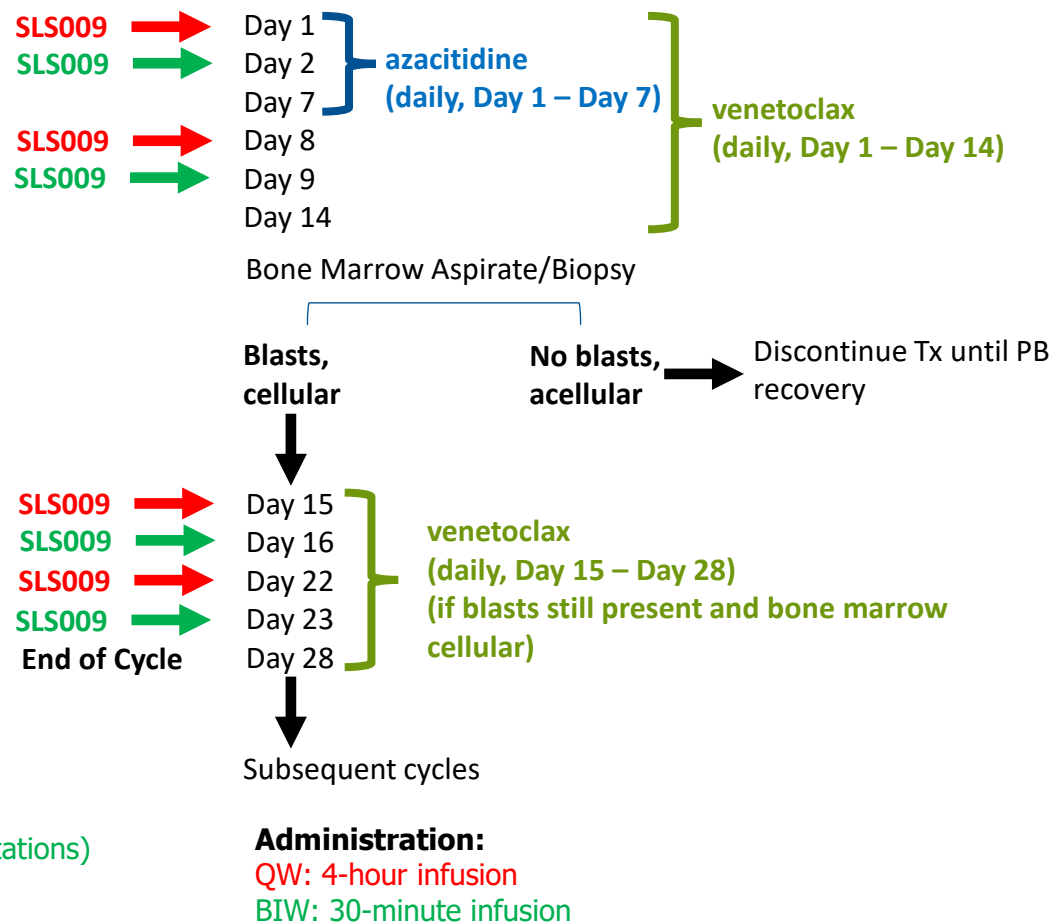 SLS009 Day 1
SLS009 Day 2
Day 7
azacitidine
(daily, Day 1 – Day 7)
SLS009 Day 8
SLS009 Day 9
Day 14
venetoclax
(daily, Day 1 – Day 14)
Bone Marrow Aspirate/Biopsy
Blasts,
cellular
No blasts,
acellular
Discontinue Tx until PB
recovery
SLS009 Day 15
SLS009 Day 16
SLS009 Day 22
SLS009 Day 23
End of Cycle Day 28
venetoclax
(daily, Day 15 – Day 28)
(if blasts still present and bone marrow
cellular)
Subsequent cycles
tations)
Administration:
QW: 4-hour infusion
BIW: 30-minute infusion